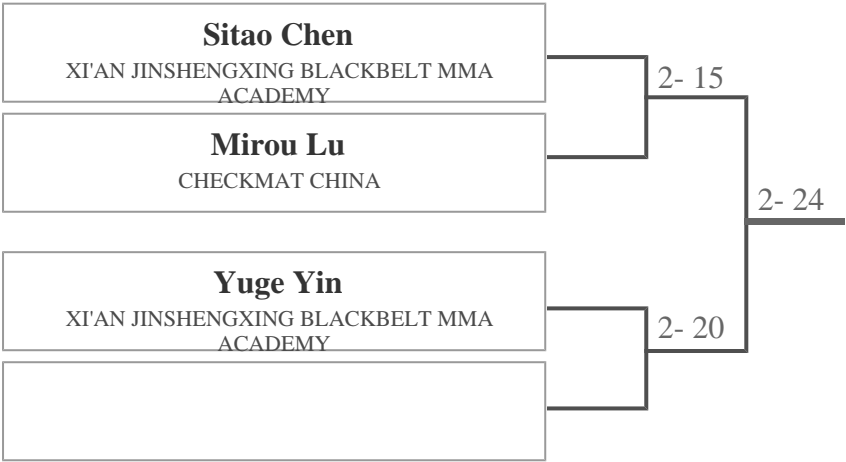 Sitao Chen
XI'AN JINSHENGXING BLACKBELT MMA
ACADEMY
2- 15
Mirou Lu
CHECKMAT CHINA
2- 24
Yuge Yin
XI'AN JINSHENGXING BLACKBELT MMA
ACADEMY
2- 20